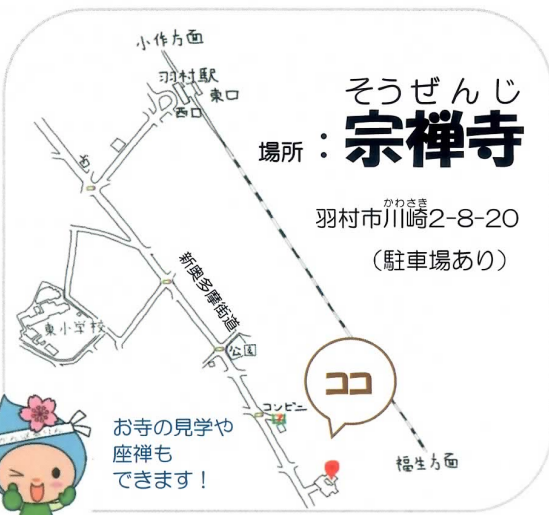 小作方面
羽村駅
東口
西口
そうぜんじ
場所：宗禅寺
かわさき
羽村市川崎2-8-20
（駐車場あり）
新奥多摩街道
東小学校
公園
ココ
コンビニ
お寺の見学や
座禅も
できます！
福生方面